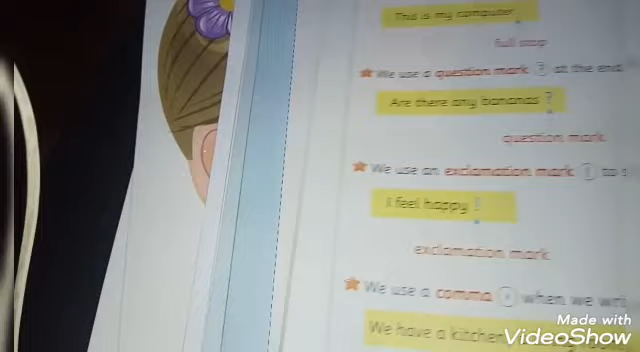 This is my computer.
full stop
We use a question mark ? at the end
Are there any bananas ?
question mark
We use an exclamation mark ! to s
I feel happy !
exclamation mark
We use a comma , when we wri
We have a kitchen
Made with
VideoShow